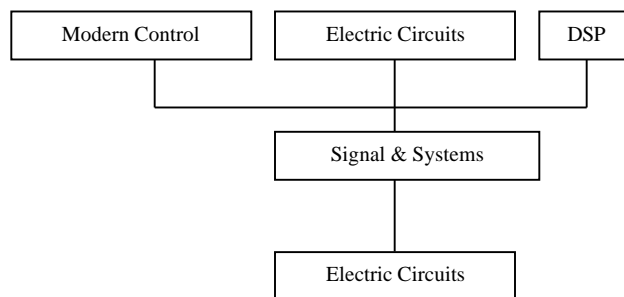 Modern Control
Electric Circuits
DSP
Signal & Systems
Electric Circuits